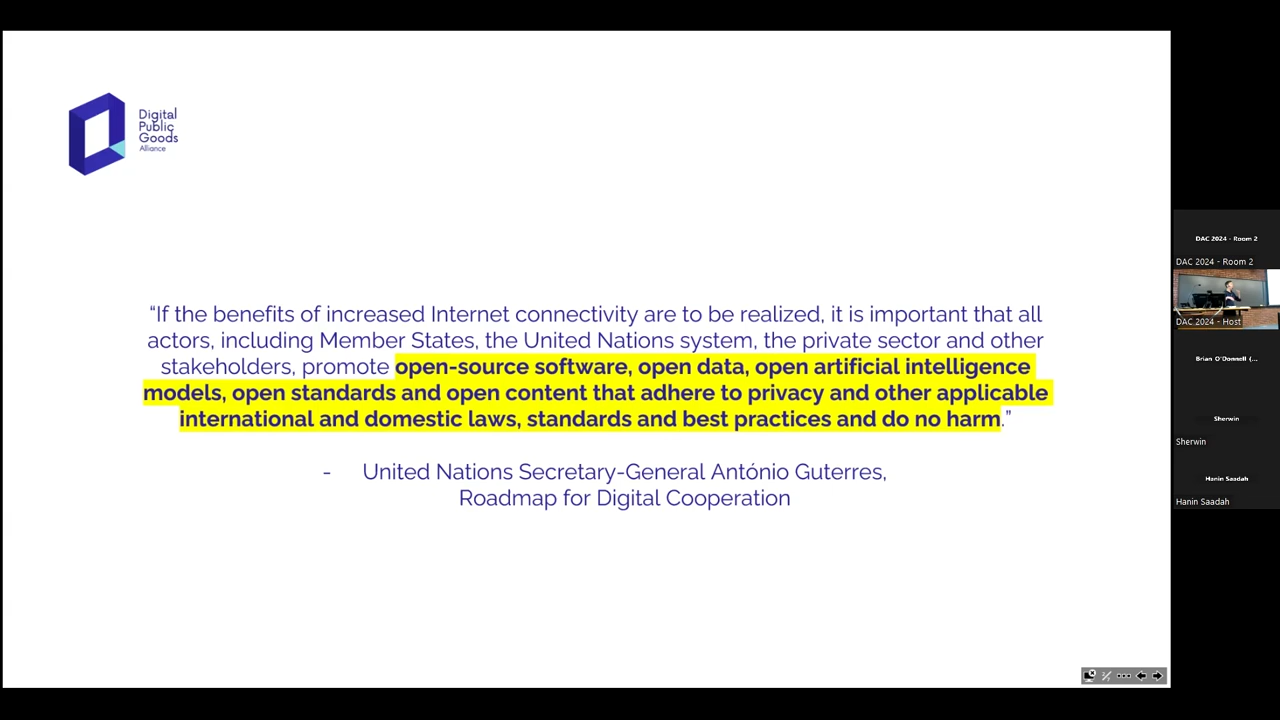 Digital
Public
Goods
Alliance
“If the benefits of increased Internet connectivity are to be realized, it is important that all
actors, including Member States, the United Nations system, the private sector and other
stakeholders, promote open-source software, open data, open artificial intelligence
models, open standards and open content that adhere to privacy and other applicable
international and domestic laws, standards and best practices and do no harm.”
- United Nations Secretary-General António Guterres,
Roadmap for Digital Cooperation
DAC 2024 - Room 2
DAC 2024 - Room 2
DAC 2024 - Host
Brian O'Donnell (...
Sherwin
Sherwin
Hanin Saadah
Hanin Saadah